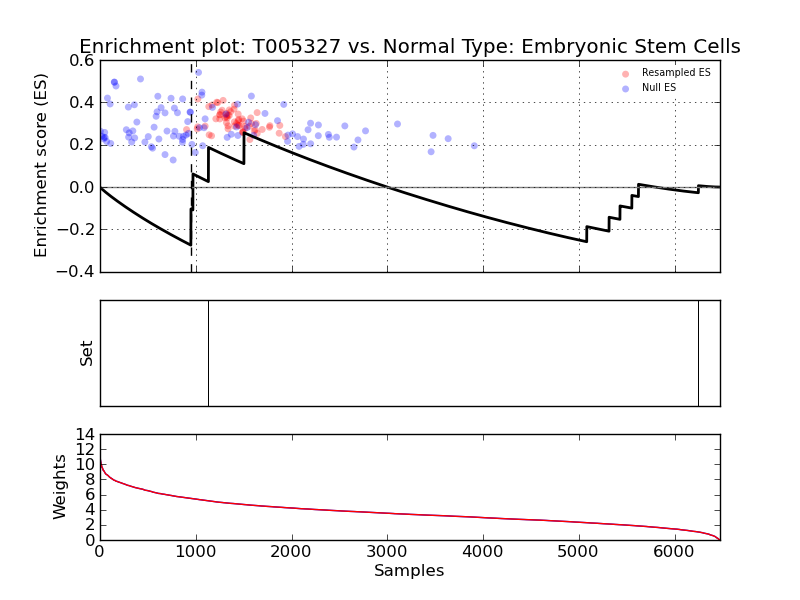 Enrichment plot: T005327 vs. Normal Type: Embryonic Stem Cells
0.6
0.4
0.2
0.0
−0.2
−0.4
Enrichment score (ES)
Resampled ES
Null ES
Set
14
12
10
8
6
4
2
0
Weights
0 1000 2000 3000 4000 5000 6000
Samples